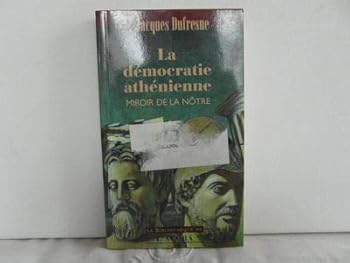 Jacques Dufresne
La
démocratie
athénienne
MIROIR DE LA NÔTRE